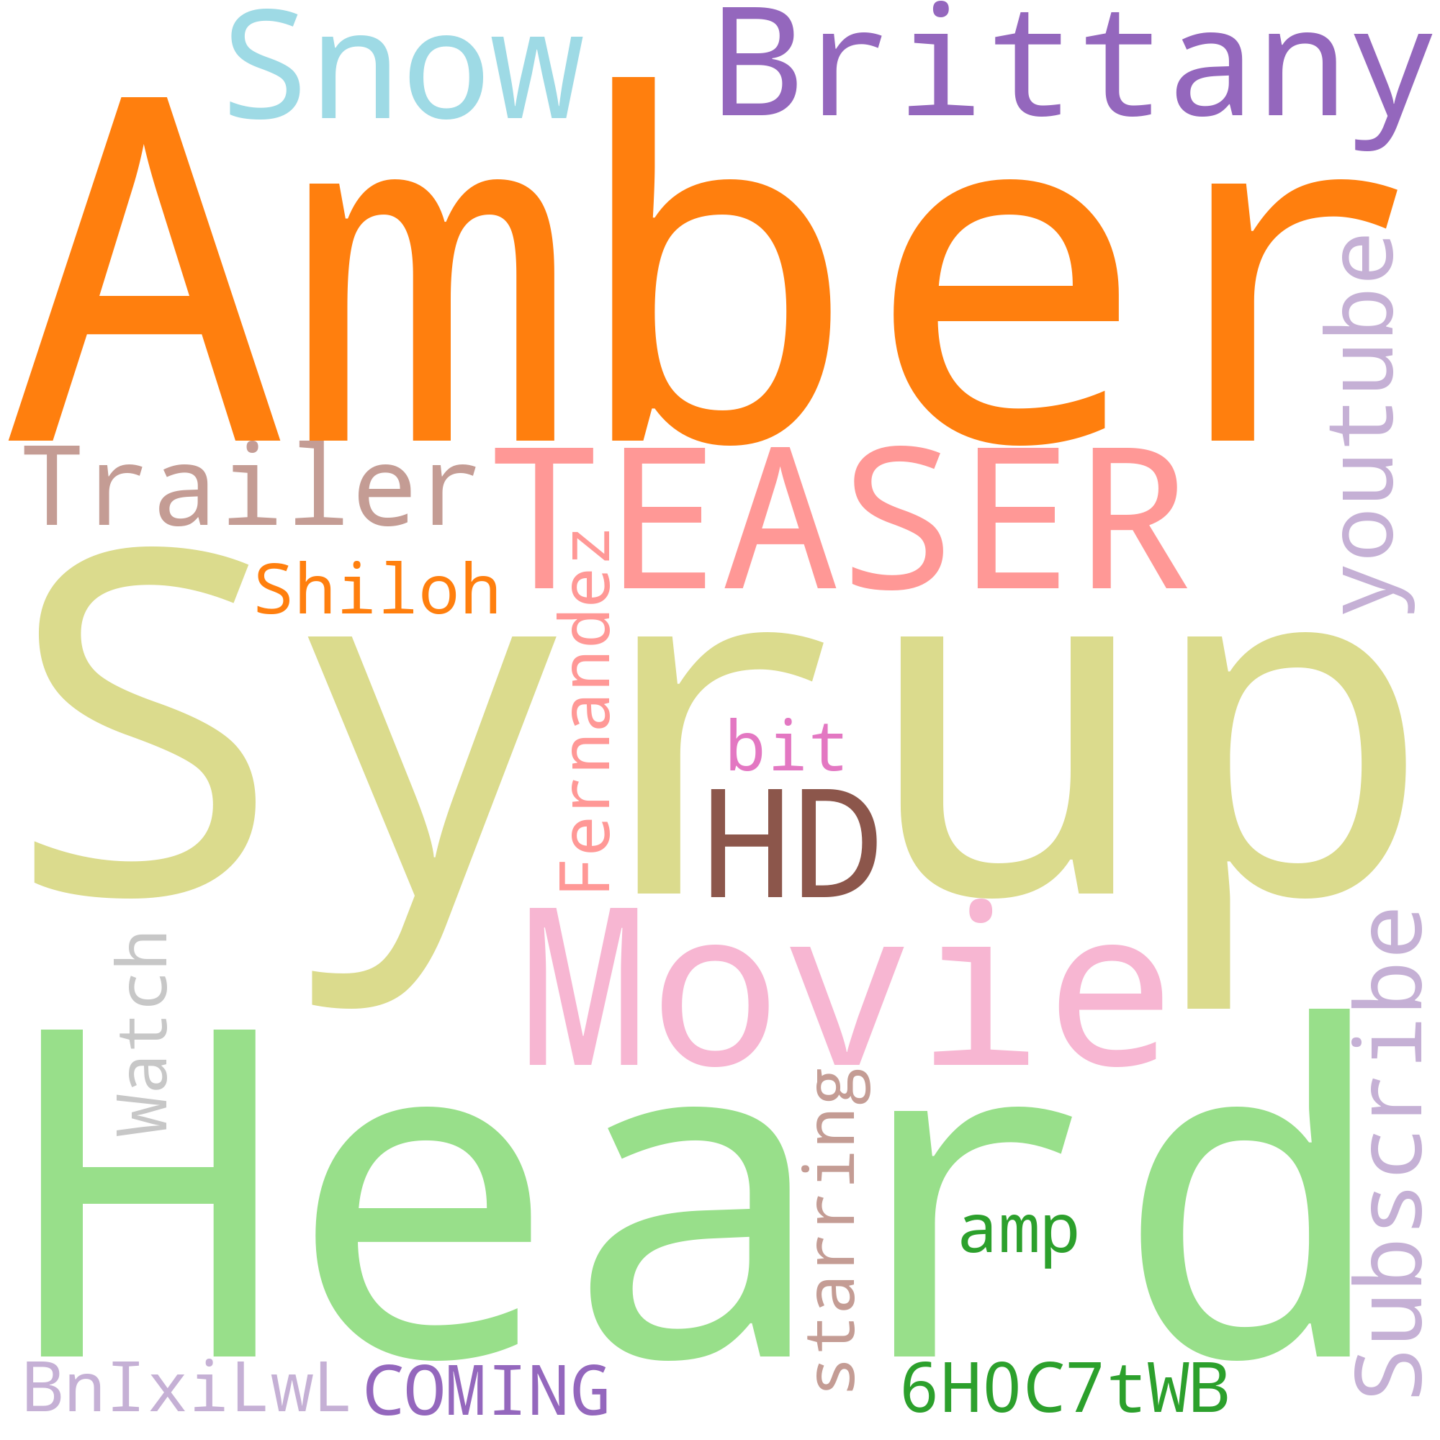 Snow
Brittany
Amber
youtube
Trailer
TEASER
Shiloh
Fernandez
Syrup
bit
HD
Movie
Watch
Subscribe
Heard
starring
amp
BnIxiLwL
COMING
6H0C7tWB